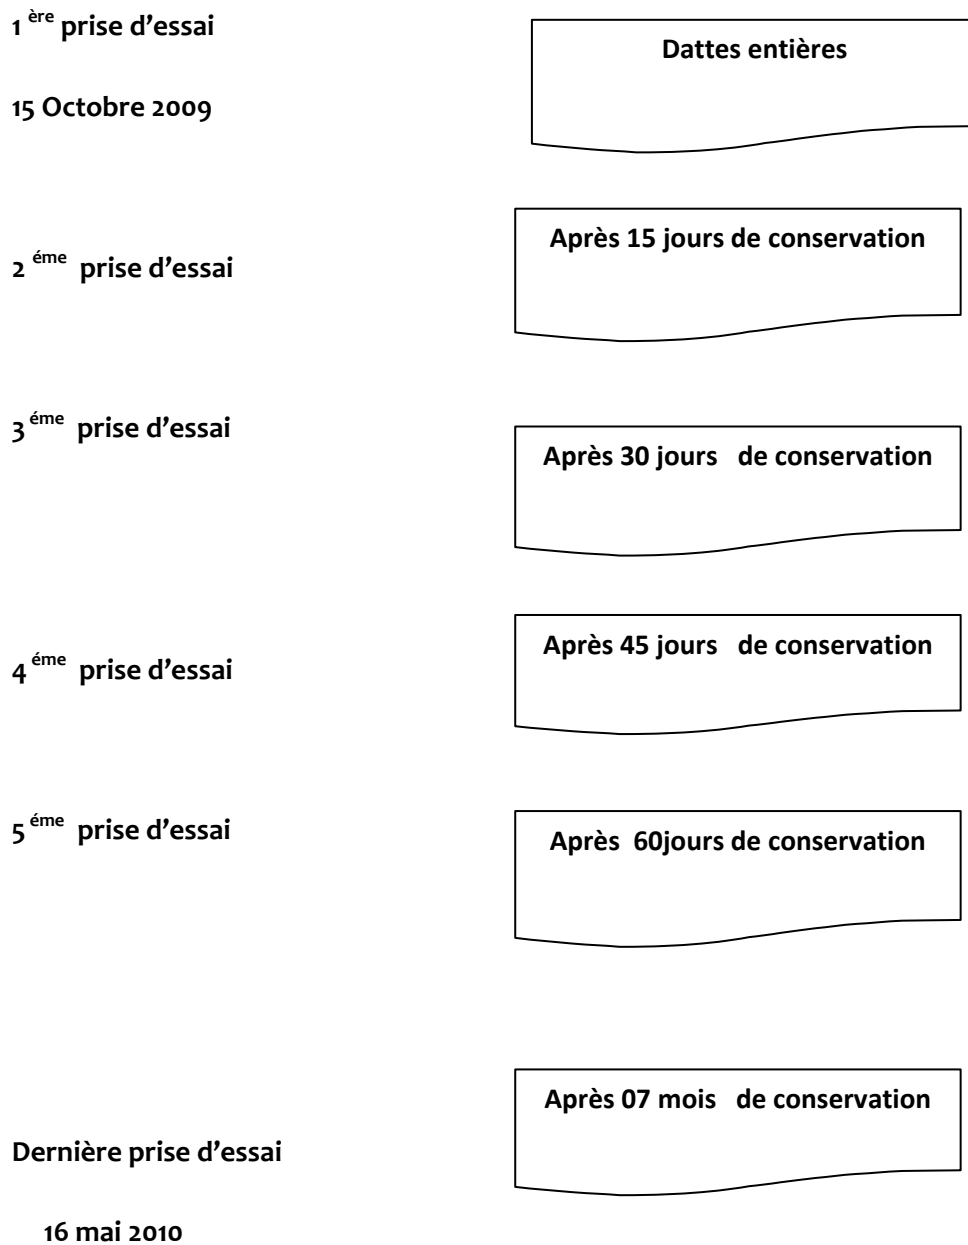 1 ère prise d’essai
Dattes entières
15 Octobre 2009
Après 15 jours de conservation
2 éme prise d’essai
3 éme prise d’essai
Après 30 jours de conservation
Après 45 jours de conservation
4 éme prise d’essai
5 éme prise d’essai
Après 60jours de conservation
Après 07 mois de conservation
Dernière prise d’essai
16 mai 2010